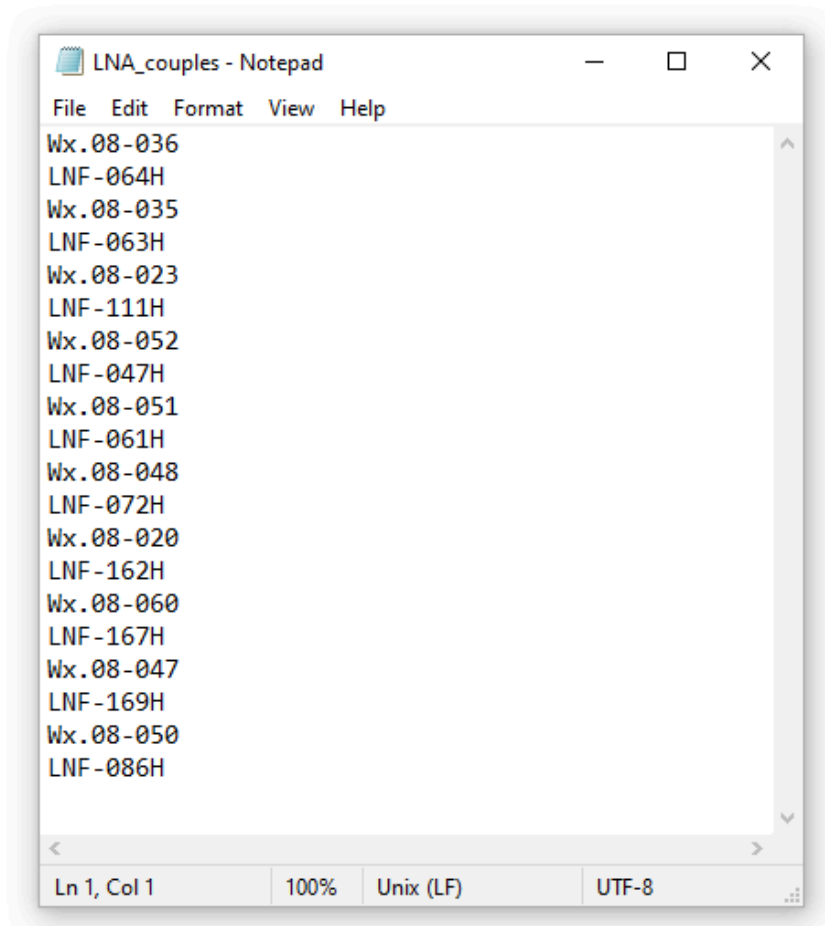 LNA_couples - Notepad
File Edit Format View Help
Wx.08-036
LNF-064H
Wx.08-035
LNF-063H
Wx.08-023
LNF-111H
Wx.08-052
LNF-047H
Wx.08-051
LNF-061H
Wx.08-048
LNF-072H
Wx.08-020
LNF-162H
Wx.08-060
LNF-167H
Wx.08-047
LNF-169H
Wx.08-050
LNF-086H
Ln 1, Col 1 100% Unix (LF) UTF-8